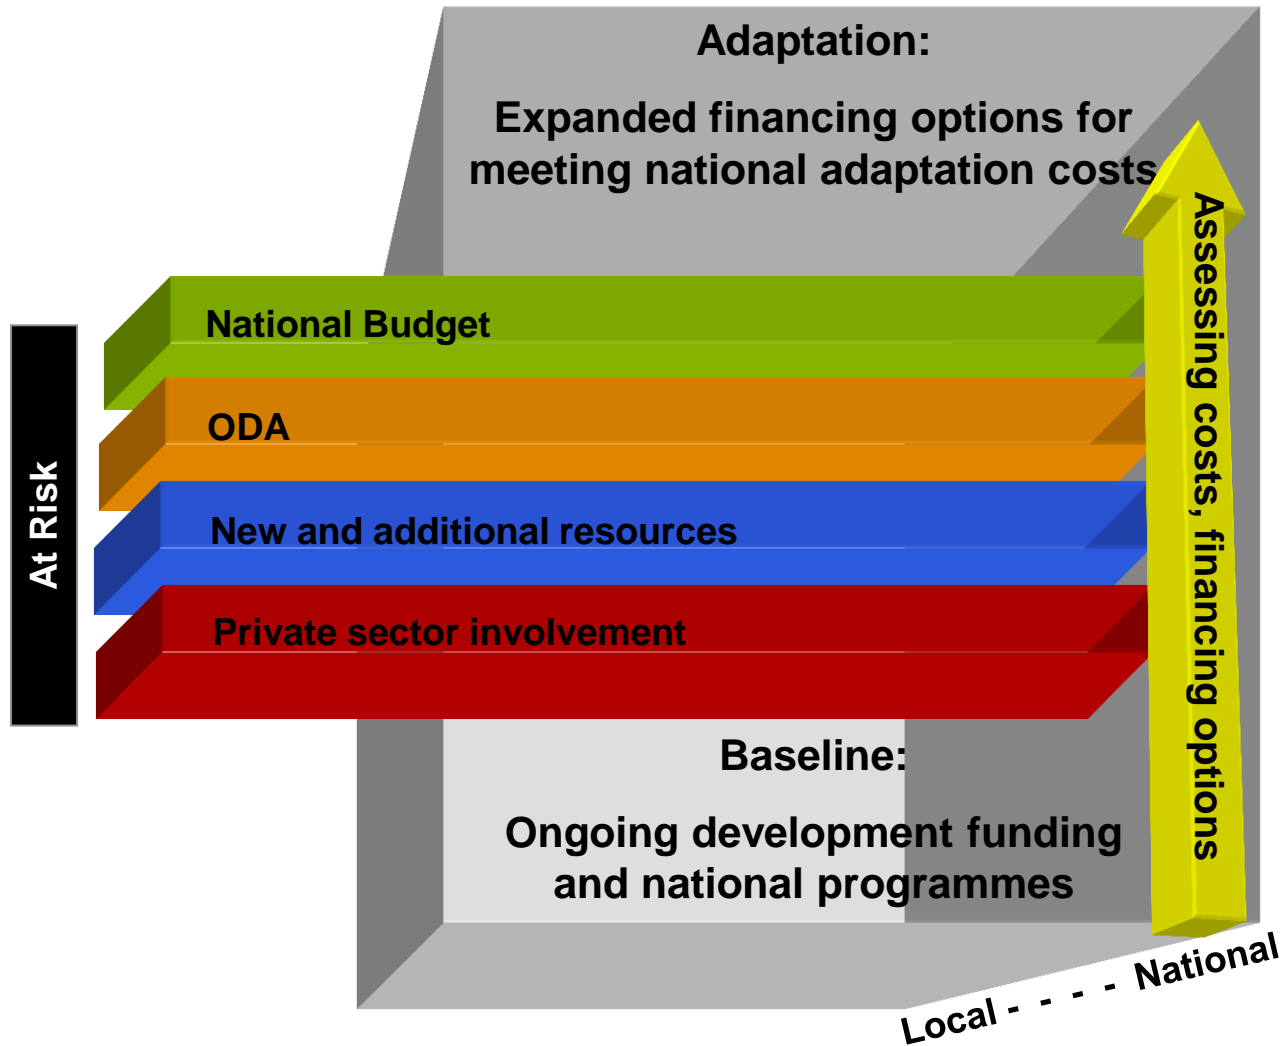 Adaptation:
Expanded financing options for
meeting national adaptation costs
National Budget
ODA
New and additional resources
Private sector involvement
At Risk
Assessing costs, financing options
Baseline:
Ongoing development funding
and national programmes
Local - - - - National